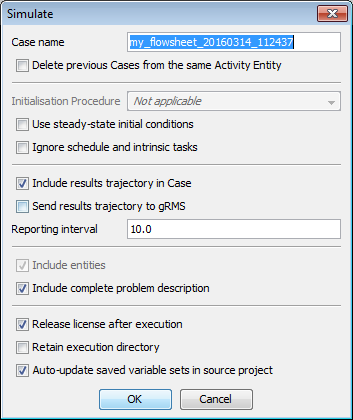 Simulate
Case name my_flowsheet_20160314_112437
Delete previous Cases from the same Activity Entity
Initialisation Procedure Not applicable
Use steady-state initial conditions
Ignore schedule and intrinsic tasks
Include results trajectory in Case
Send results trajectory to gRMS
Reporting interval 10.0
Include entities
Include complete problem description
Release license after execution
Retain execution directory
Auto-update saved variable sets in source project
OK Cancel